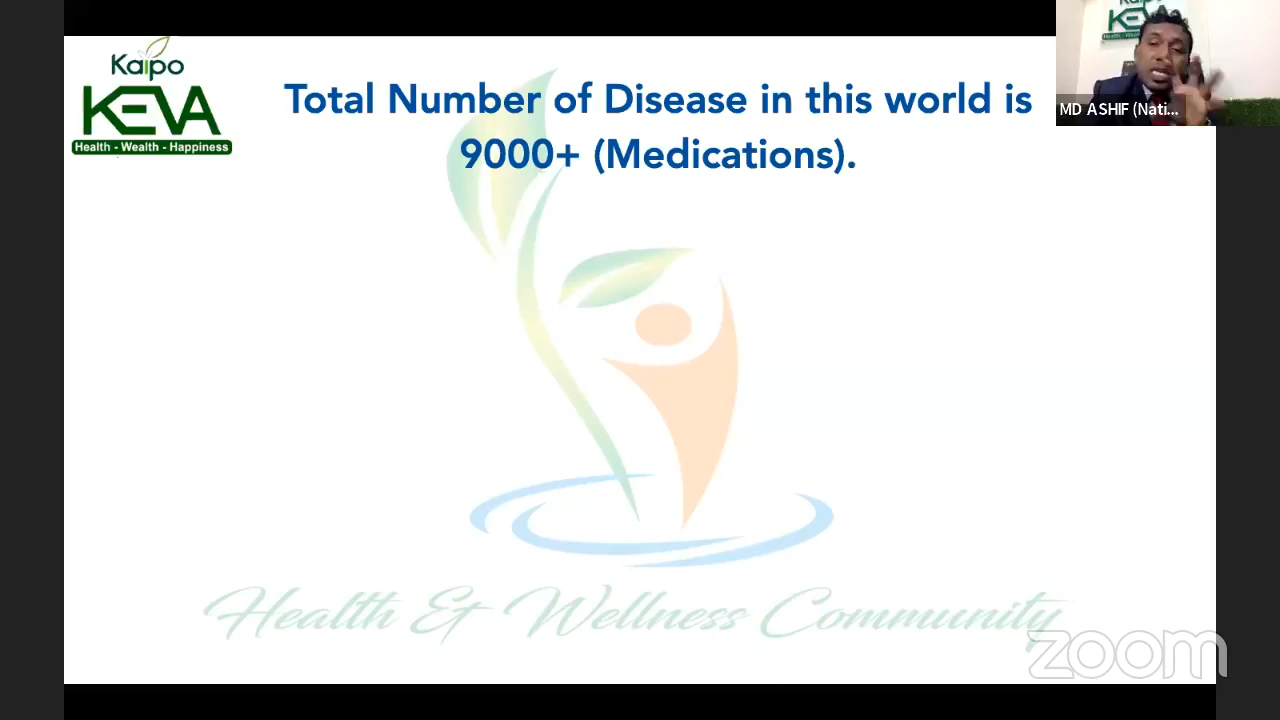 Kaipo
KEVA
Health - Wealth - Happiness
Total Number of Disease in this world is
9000+ (Medications).
Health & Wellness Community
zoom
KEVA
MD ASHIF (Nati...